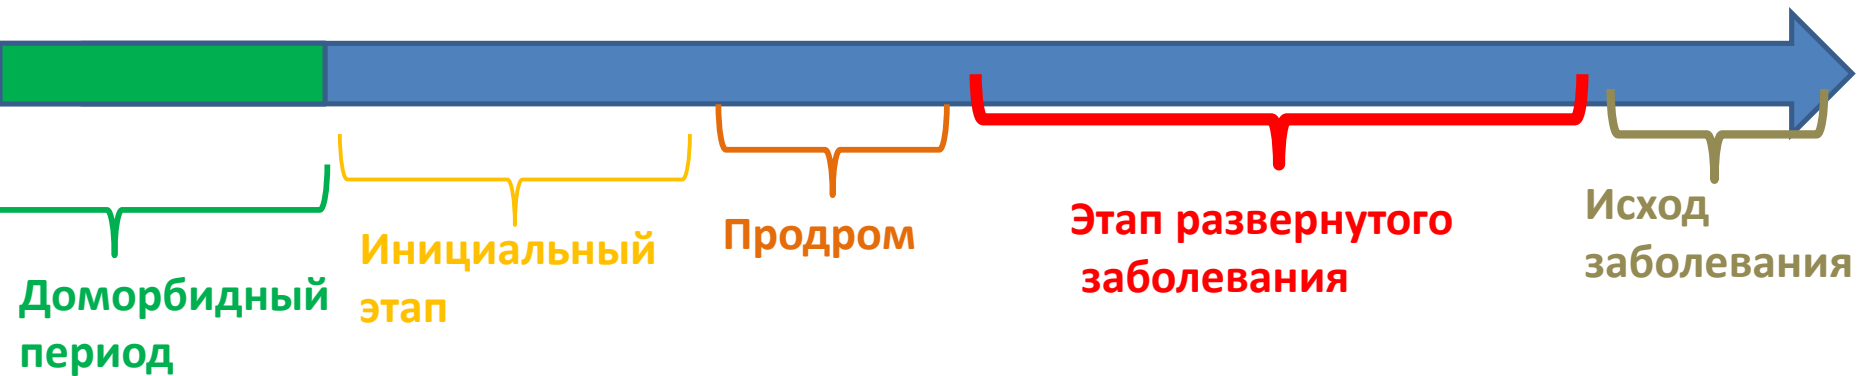 Доморбидный
период
Инициальный
этап
Продром
Этап развернутого
заболевания
Исход
заболевания